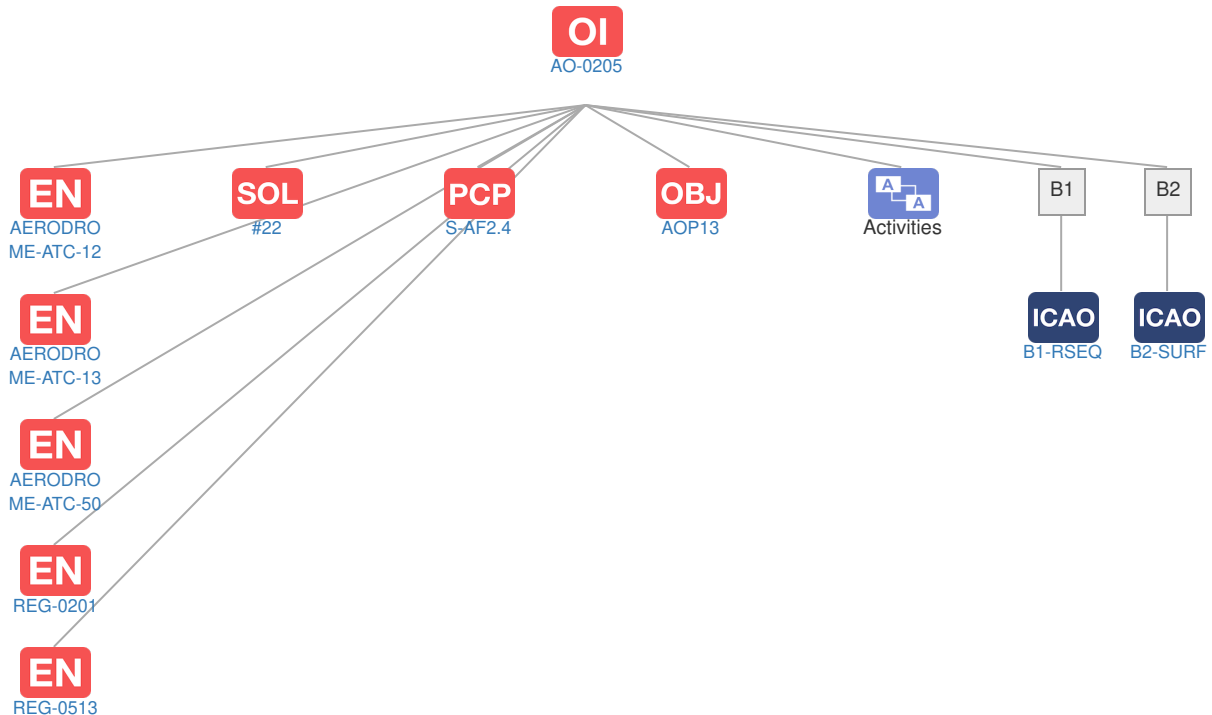 OI
AO-0205
EN
AERODRO
ME-ATC-12
SOL
#22
PCP
S-AF2.4
OBJ
AOP13
A
A
Activities
B1
B2
EN
AERODRO
ME-ATC-13
ICAO
B1-RSEQ
ICAO
B2-SURF
EN
AERODRO
ME-ATC-50
EN
REG-0201
EN
REG-0513